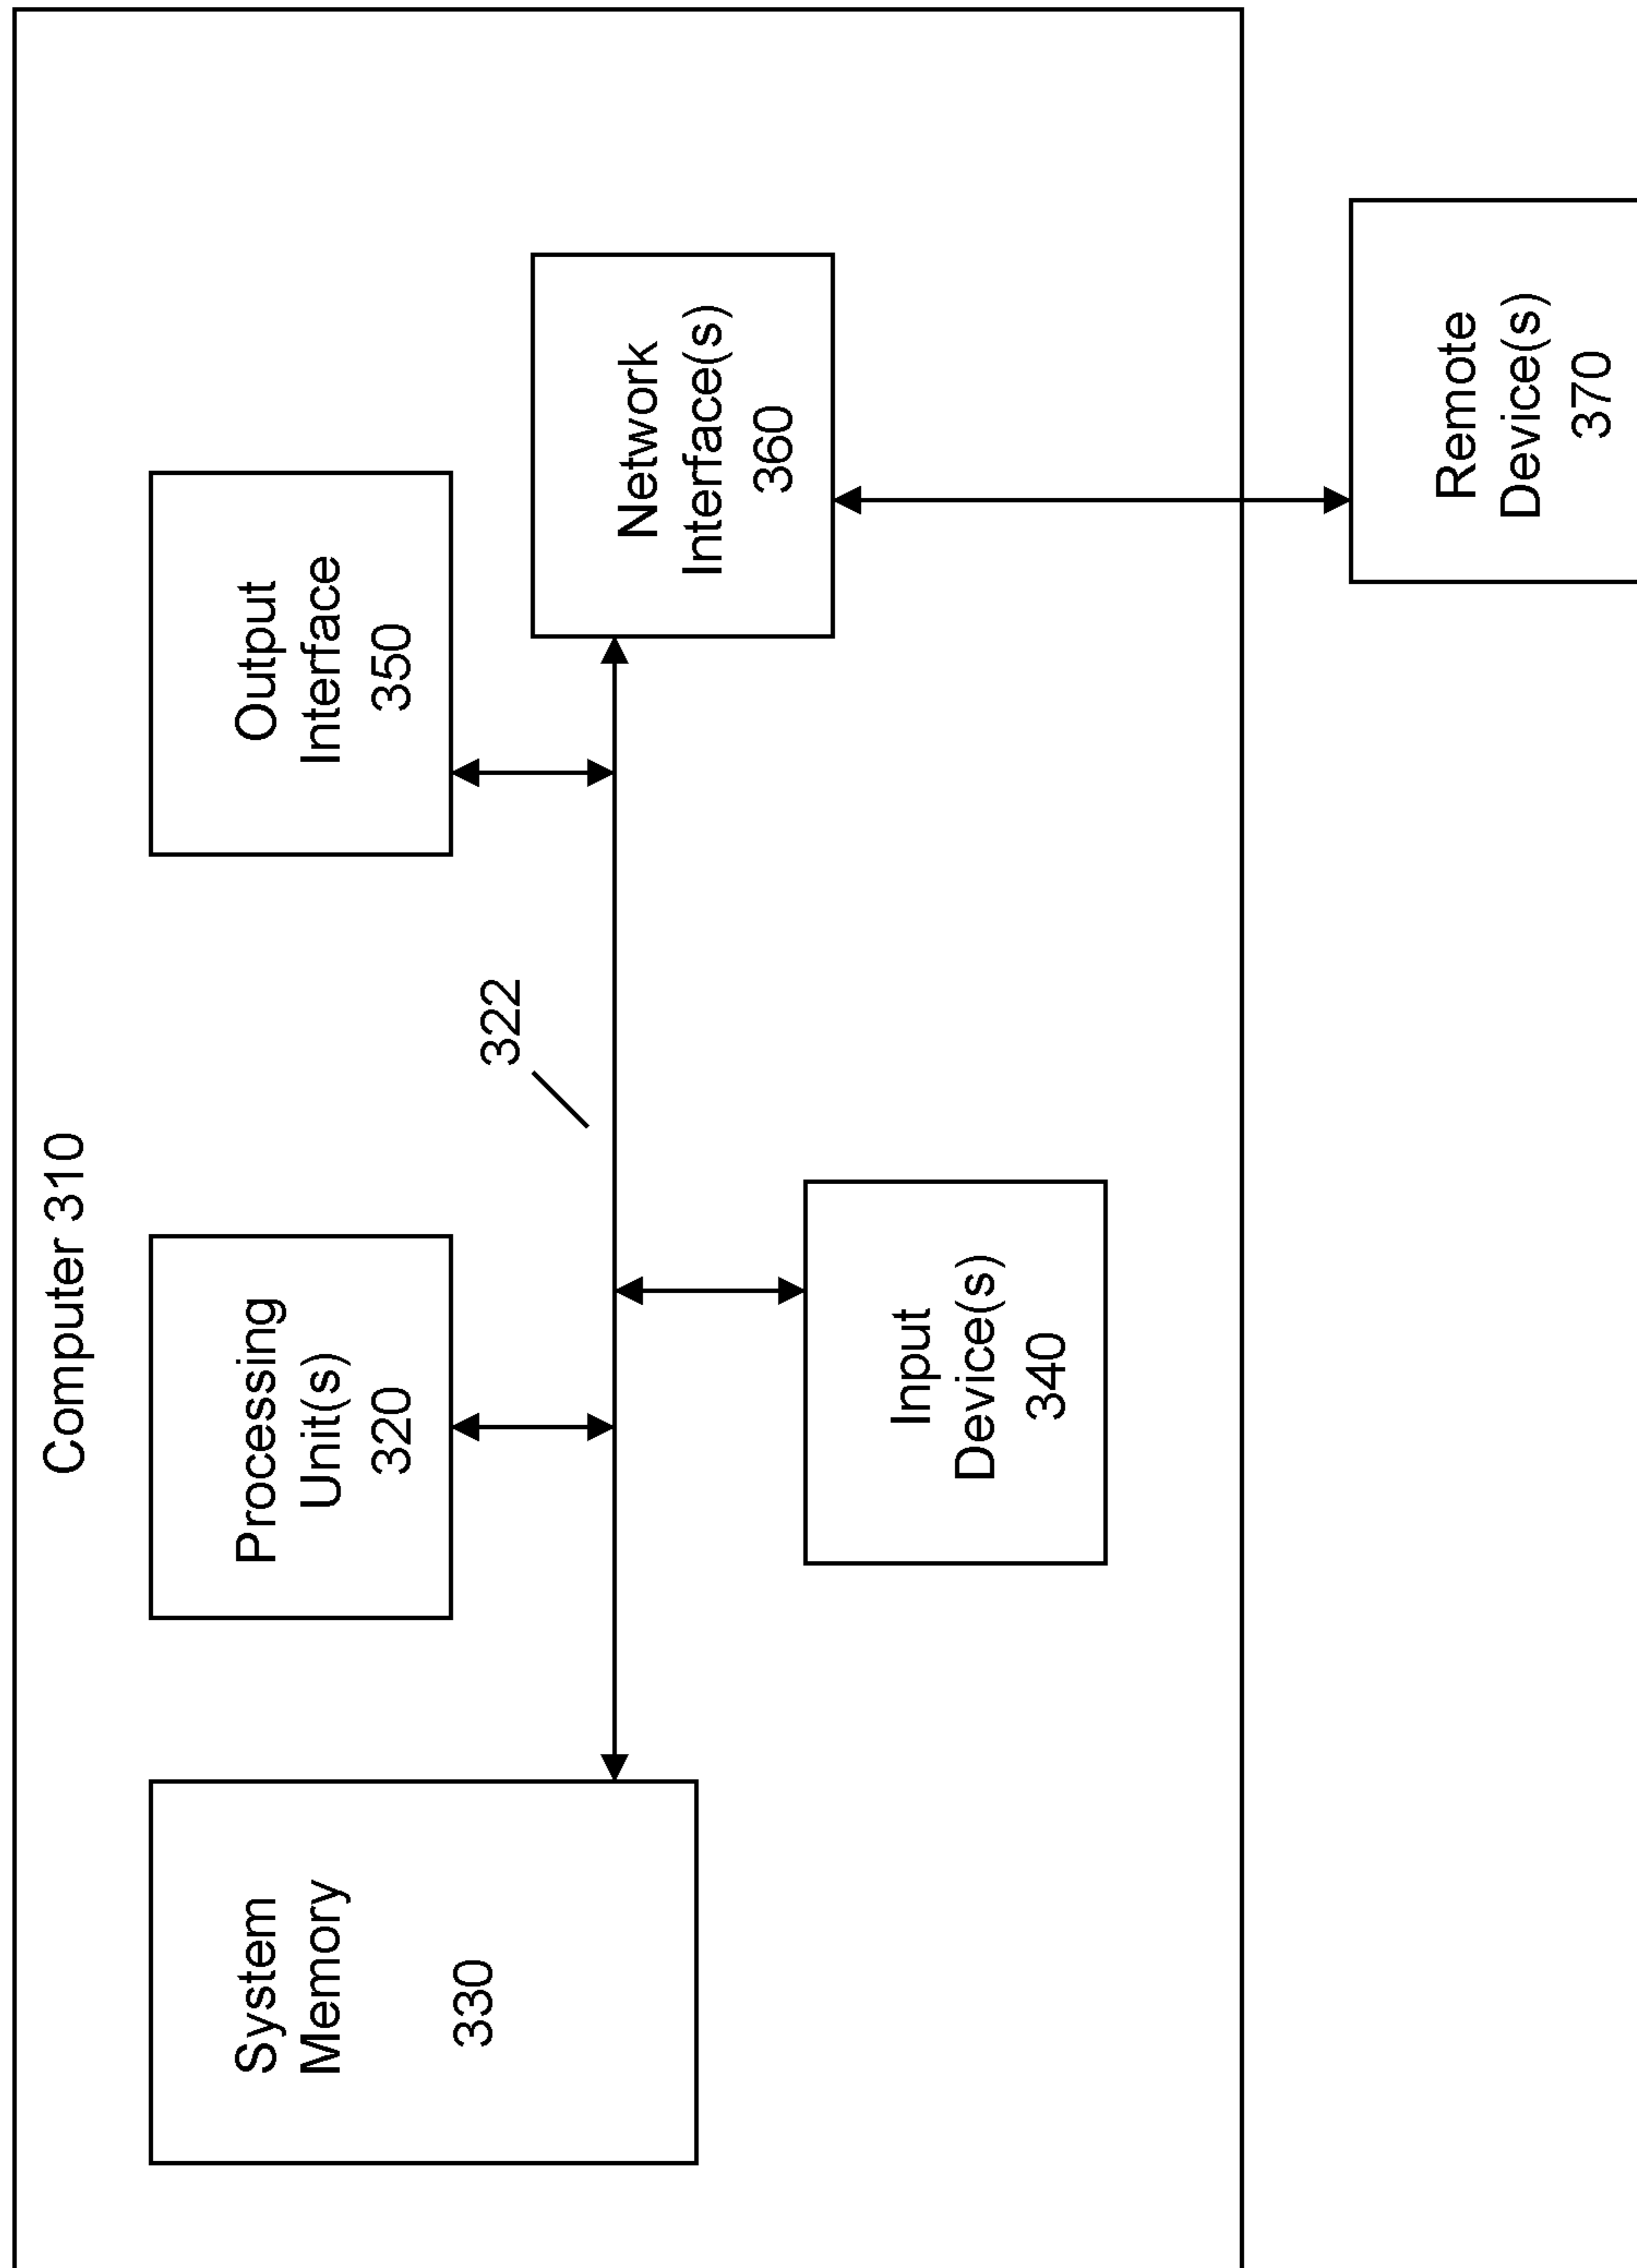 Computer 310
System
Memory
330
Processing
Unit(s)
320
Output
Interface
350
322
Network
Interface(s)
360
Input
Device(s)
340
Remote
Device(s)
370